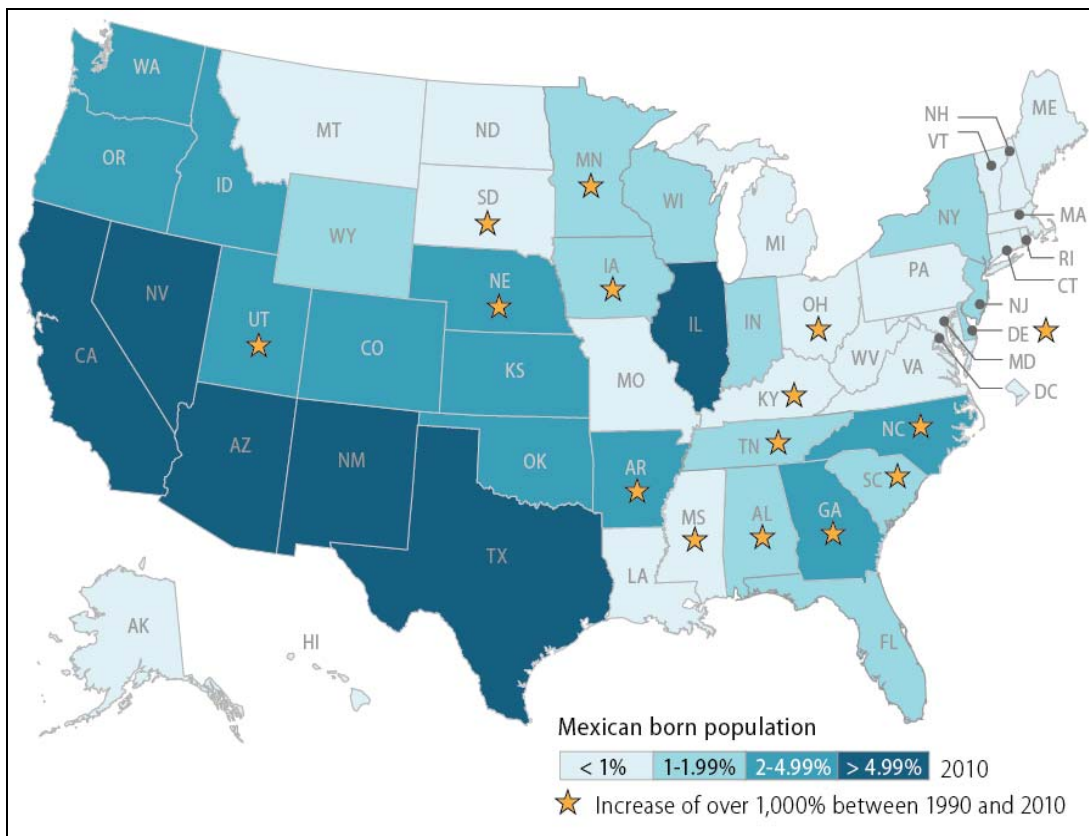 WA
ME
NH
MT
ND
VT
OR
MN
ID
SD
WI
NY
MA
WY
MI
RI
PA
CT
NE
IA
NV
OH
NJ
UT
IL
IN
DE
CA
CO
WV
MD
KS
MO
VA
KY
DC
NC
TN
AZ
OK
NM
AR
SC
MS
AL
GA
TX
LA
AK
HI
FL
Mexican born population
< 1% 1-1.99% 2-4.99% > 4.99% 2010
Increase of over 1,000% between 1990 and 2010